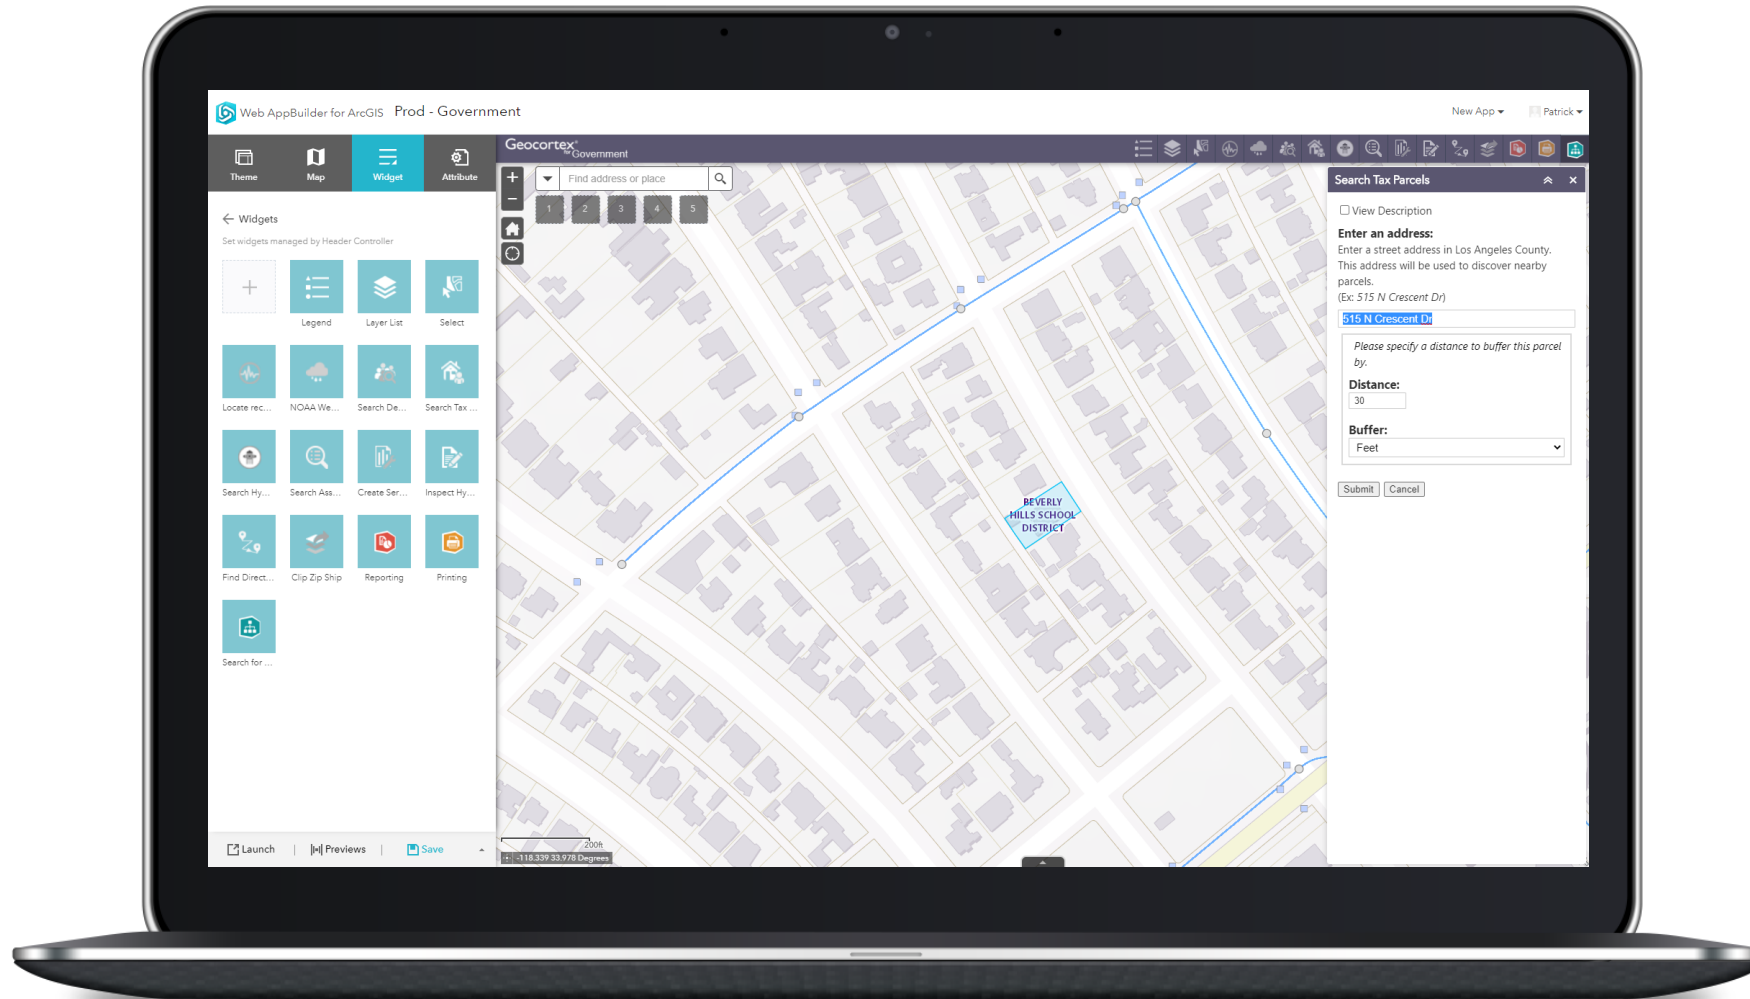 Web AppBuilder for ArcGIS Prod - Government
New App
Patrick
Theme
Map
Widget
Attribute
Geocortex for Government
Widgets
Set widgets managed by Header Controller
Legend
Layer List
Select
Locate rec...
NOAA We...
Search De...
Search Tax ...
Search Hy...
Search Ass...
Create Ser...
Inspect Hy...
Find Direct...
Clip Zip Ship
Reporting
Printing
Search for ...
Launch
Previews
Save
+
−
Find address or place
1 2 3 4 5
BEVERLY
HILLS SCHOOL
DISTRICT
200ft
-118.339 33.978 Degrees
Search Tax Parcels
View Description
Enter an address:
Enter a street address in Los Angeles County.
This address will be used to discover nearby
parcels.
(Ex: 515 N Crescent Dr)
515 N Crescent Dr
Please specify a distance to buffer this parcel
by.
Distance:
30
Buffer:
Feet
Submit Cancel